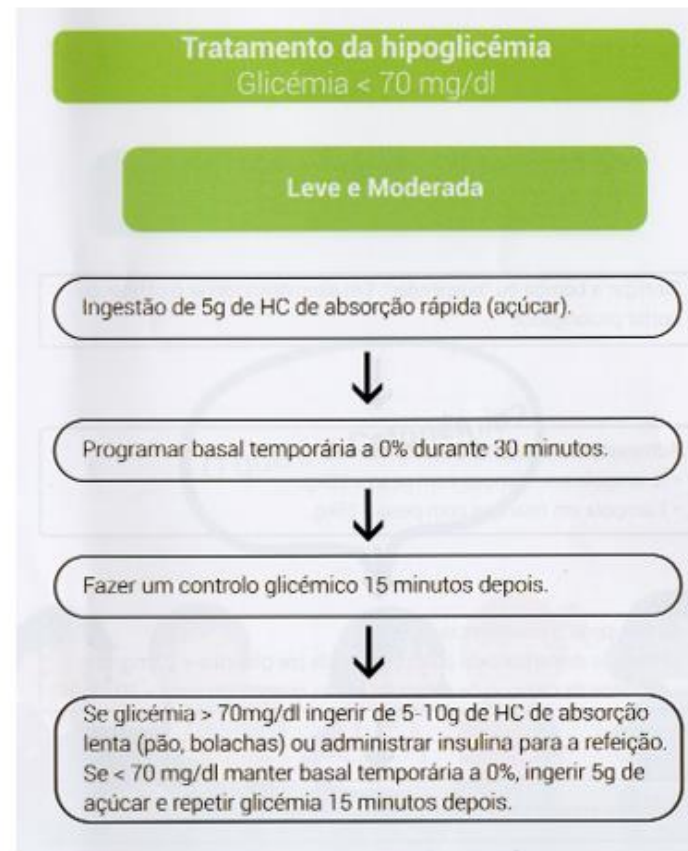 Tratamento da hipoglicémia
Glicémia < 70 mg/dl
Leve e Moderada
Ingestão de 5g de HC de absorção rápida (açúcar).
Programar basal temporária a 0% durante 30 minutos.
Fazer um controlo glicémico 15 minutos depois.
Se glicémia > 70mg/dl ingerir de 5-10g de HC de absorção
lenta (pão, bolachas) ou administrar insulina para a refeição.
Se < 70 mg/dl manter basal temporária a 0%, ingerir 5g de
açúcar e repetir glicémia 15 minutos depois.